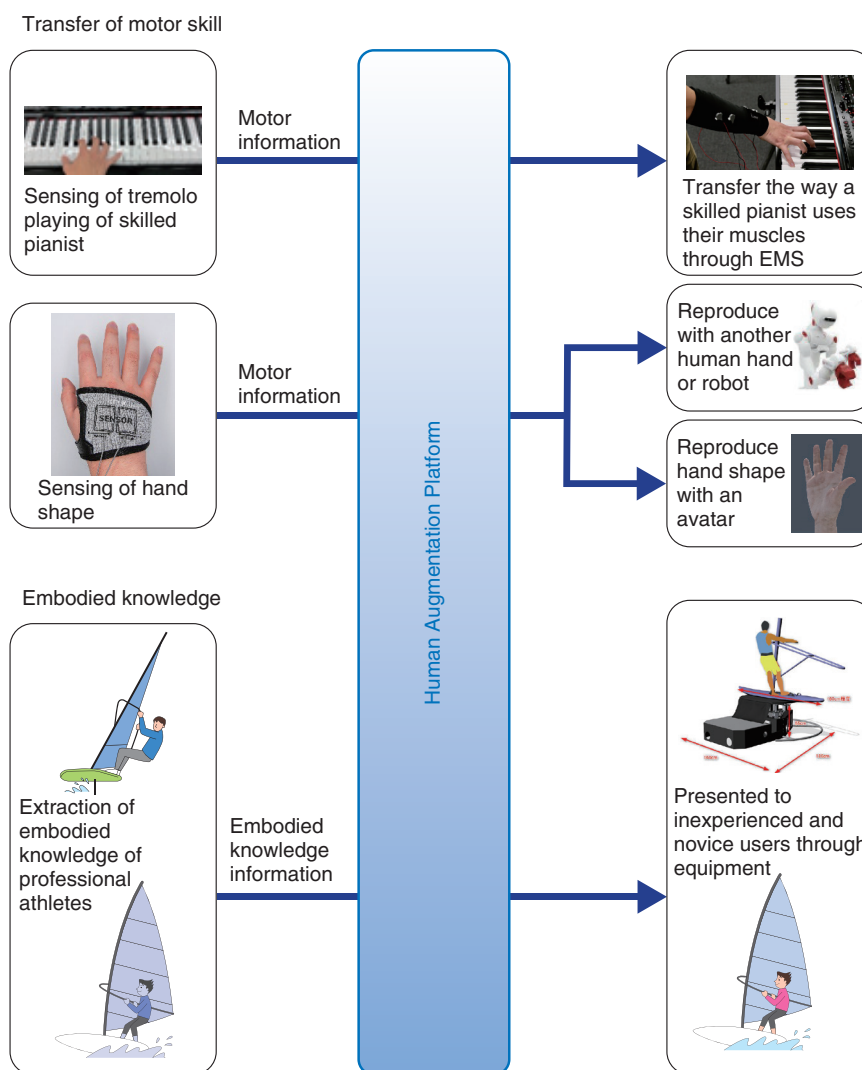 Transfer of motor skill
Sensing of tremolo
playing of skilled
pianist
Motor
information
Transfer the way a
skilled pianist uses
their muscles
through EMS
SENSOR
Sensing of hand
shape
Motor
information
Human Augmentation Platform
Reproduce
with another
human hand
or robot
Reproduce
hand shape
with an
avatar
Embodied knowledge
Extraction of
embodied
knowledge of
professional
athletes
Embodied
knowledge
information
Presented to
inexperienced and
novice users through
equipment